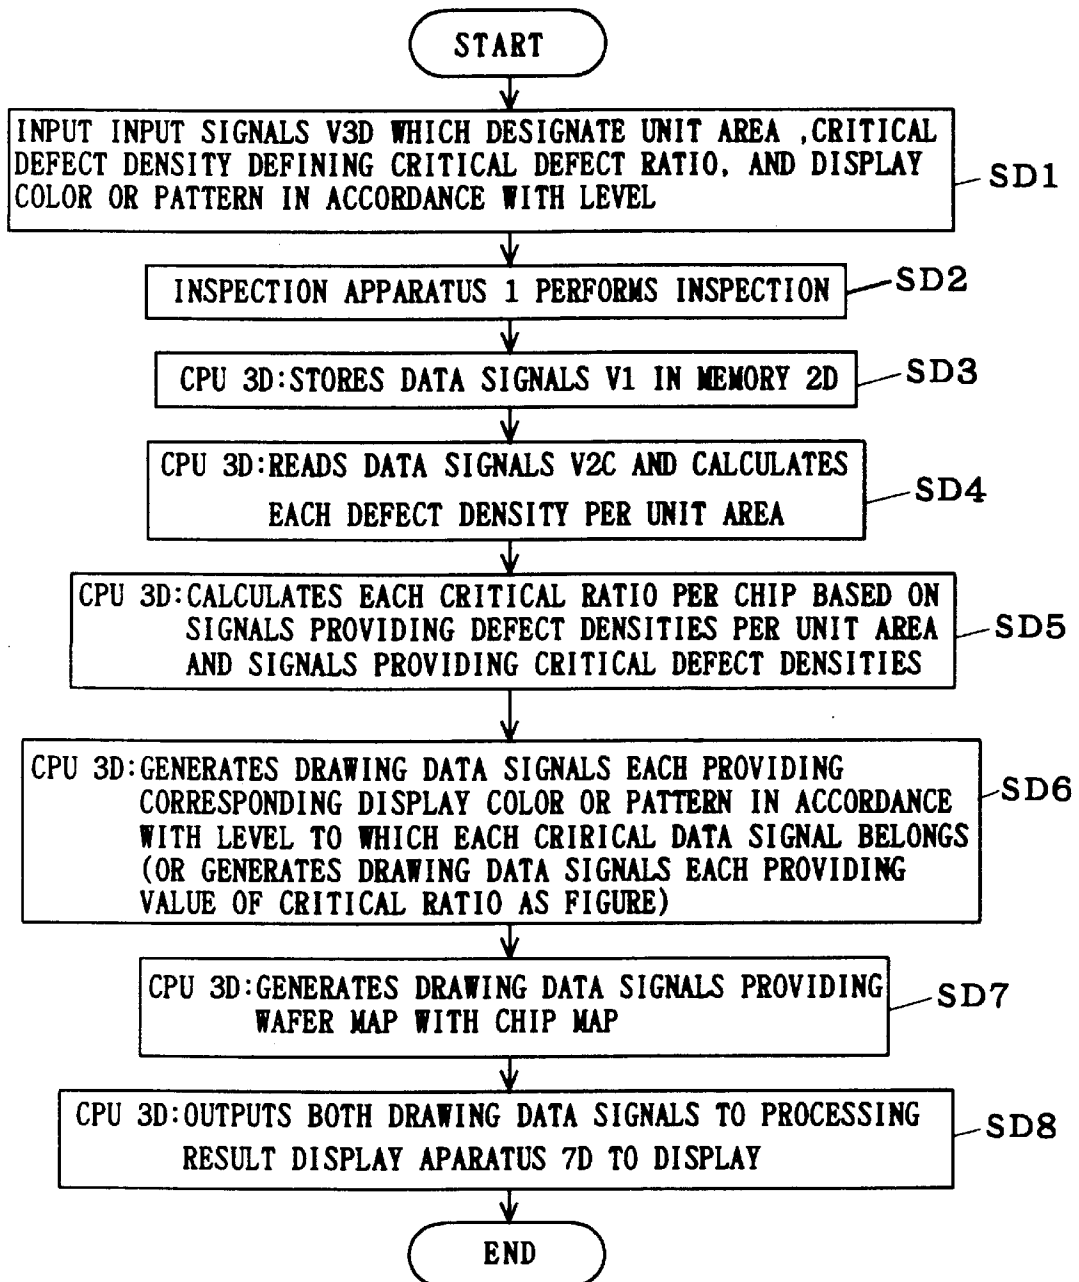 START
INPUT INPUT SIGNALS V3D WHICH DESIGNATE UNIT AREA ,CRITICAL
DEFECT DENSITY DEFINING CRITICAL DEFECT RATIO, AND DISPLAY
COLOR OR PATTERN IN ACCORDANCE WITH LEVEL
SD1
INSPECTION APPARATUS 1 PERFORMS INSPECTION
SD2
CPU 3D:STORES DATA SIGNALS V1 IN MEMORY 2D
SD3
CPU 3D:READS DATA SIGNALS V2C AND CALCULATES
EACH DEFECT DENSITY PER UNIT AREA
SD4
CPU 3D:CALCULATES EACH CRITICAL RATIO PER CHIP BASED ON
SIGNALS PROVIDING DEFECT DENSITIES PER UNIT AREA
AND SIGNALS PROVIDING CRITICAL DEFECT DENSITIES
SD5
CPU 3D:GENERATES DRAWING DATA SIGNALS EACH PROVIDING
CORRESPONDING DISPLAY COLOR OR PATTERN IN ACCORDANCE
WITH LEVEL TO WHICH EACH CRIRICAL DATA SIGNAL BELONGS
(OR GENERATES DRAWING DATA SIGNALS EACH PROVIDING
VALUE OF CRITICAL RATIO AS FIGURE)
SD6
CPU 3D:GENERATES DRAWING DATA SIGNALS PROVIDING
WAFER MAP WITH CHIP MAP
SD7
CPU 3D:OUTPUTS BOTH DRAWING DATA SIGNALS TO PROCESSING
RESULT DISPLAY APARATUS 7D TO DISPLAY
SD8
END